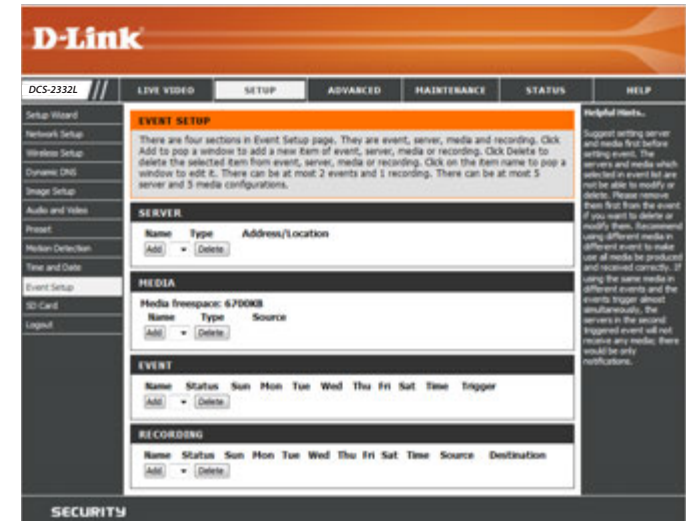 D-Link
DCS-2332L // LIVE VIDEO SETUP ADVANCED MAINTENANCE STATUS HELP
Setup Wizard
Network Setup
Wireless Setup
Dynamic DNS
Image Setup
Audio and Video
Preset
Motion Detection
Time and Date
Event Setup
SD Card
Logout
EVENT SETUP
There are four sections in Event Setup page. They are event, server, media and recording. Click
Add to pop a window to add a new item of event, server, media or recording. Click Delete to
delete the selected item from event, server, media or recording. Click on the item name to pop a
window to edit it. There can be at most 2 events and 1 recording. There can be at most 5
server and 5 media configurations.
SERVER
Name Type Address/Location
Add Delete
MEDIA
Media freespace: 6700KB
Name Type Source
Add Delete
EVENT
Name Status Sun Mon Tue Wed Thu Fri Sat Time Trigger
Add Delete
RECORDING
Name Status Sun Mon Tue Wed Thu Fri Sat Time Source Destination
Add Delete
Helpful Hints..
Suggest setting server
and media first before
setting event. The
servers and media which
selected in event list are
not be able to modify or
delete. Please remove
them first from the event
if you want to delete or
modify them. Recommend
using different media in
different event to make
use all media be produced
and received correctly. If
using the same media in
different events and the
events trigger almost
simultaneously, the
servers in the second
triggered event will not
receive any media; there
would be only
notifications.
SECURITY